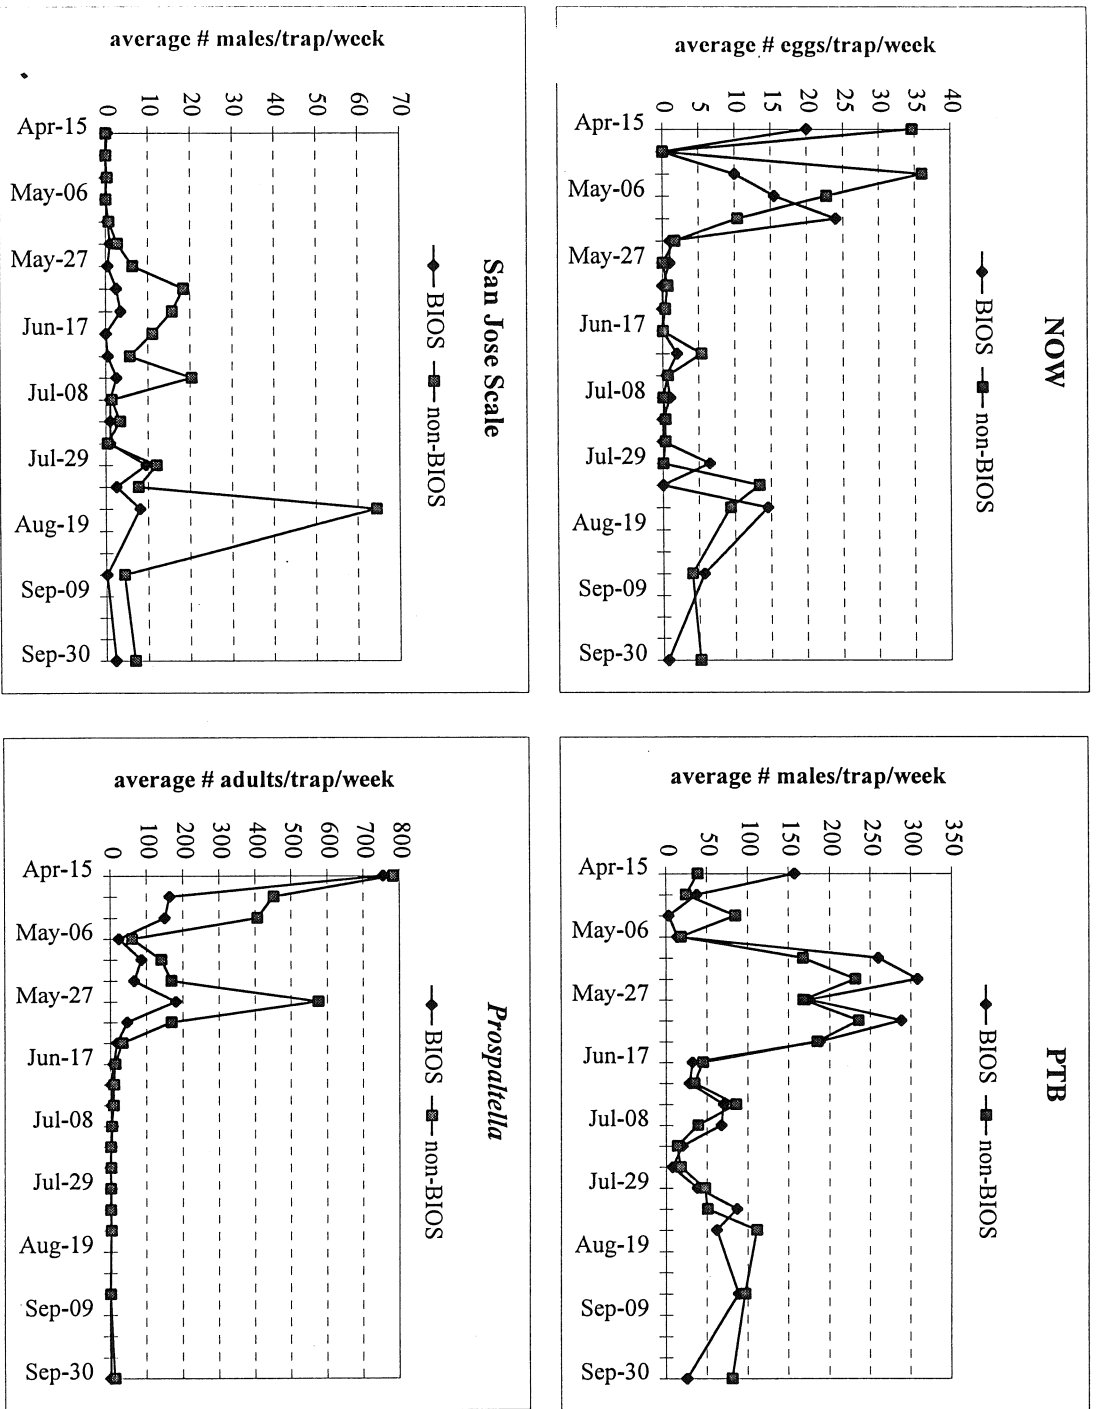 NOW
BIOS non-BIOS
average # eggs/trap/week
40
35
30
25
20
15
10
5
0
Apr-15
May-06
May-27
Jun-17
Jul-08
Jul-29
Aug-19
Sep-09
Sep-30
PTB
BIOS non-BIOS
average # males/trap/week
350
300
250
200
150
100
50
0
Apr-15
May-06
May-27
Jun-17
Jul-08
Jul-29
Aug-19
Sep-09
Sep-30
San Jose Scale
BIOS non-BIOS
average # males/trap/week
70
60
50
40
30
20
10
0
Apr-15
May-06
May-27
Jun-17
Jul-08
Jul-29
Aug-19
Sep-09
Sep-30
Prospaltella
BIOS non-BIOS
average # adults/trap/week
800
700
600
500
400
300
200
100
0
Apr-15
May-06
May-27
Jun-17
Jul-08
Jul-29
Aug-19
Sep-09
Sep-30